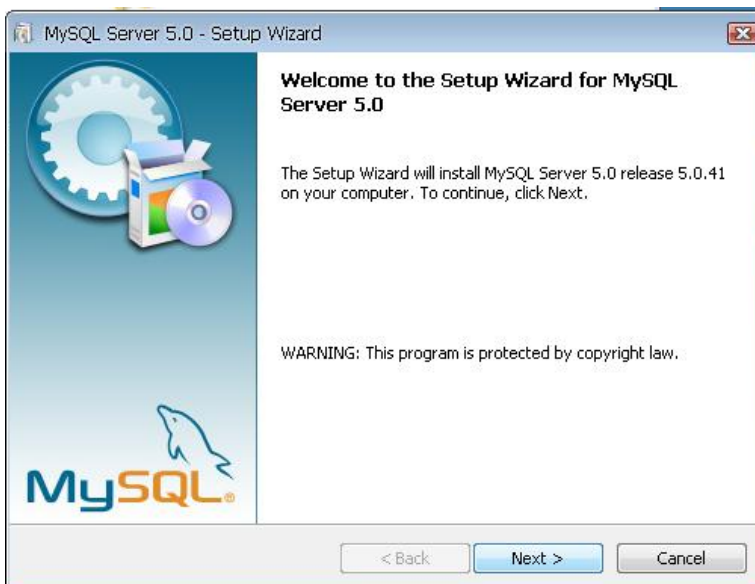 MySQL Server 5.0 - Setup Wizard
Welcome to the Setup Wizard for MySQL
Server 5.0
The Setup Wizard will install MySQL Server 5.0 release 5.0.41
on your computer. To continue, click Next.
WARNING: This program is protected by copyright law.
MySQL®
< Back
Next >
Cancel